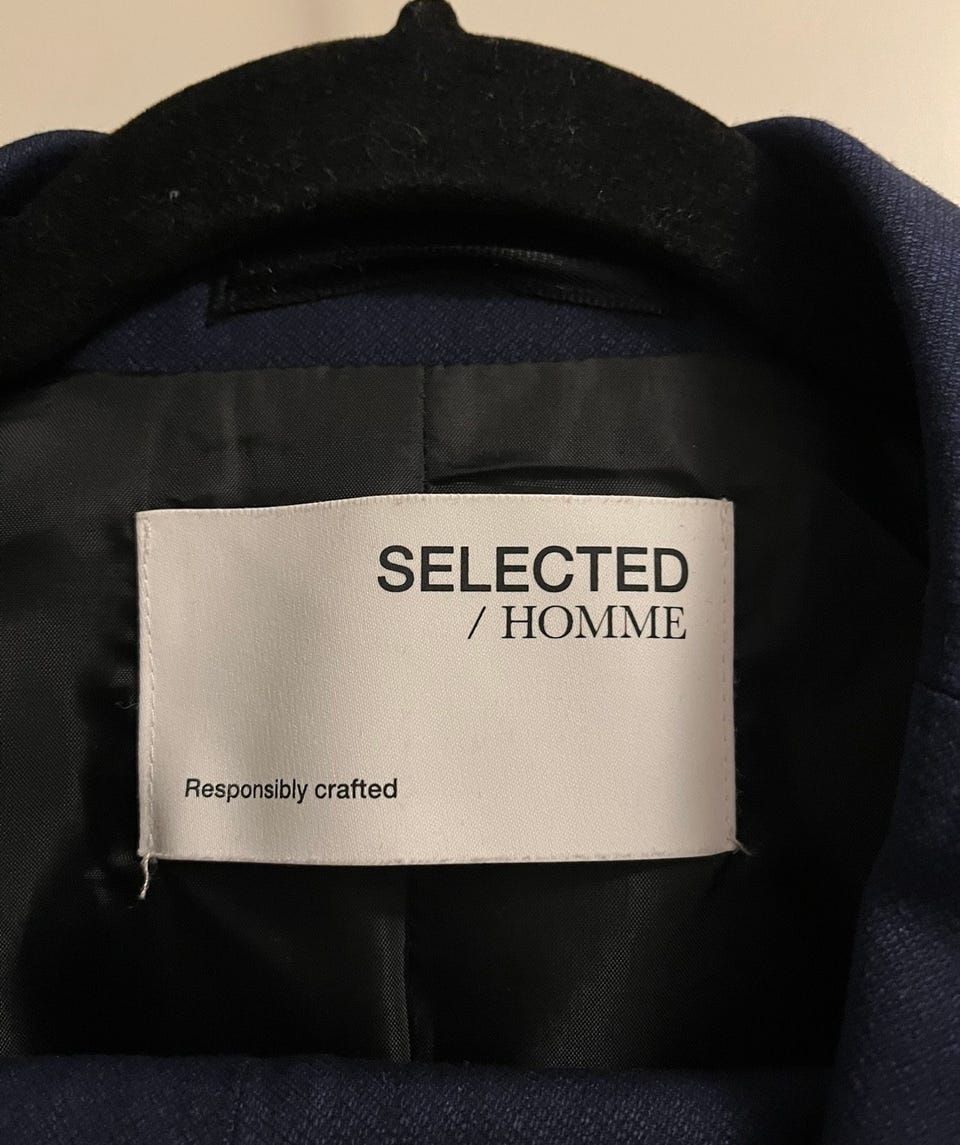 SELECTED
/ HOMME
Responsibly crafted